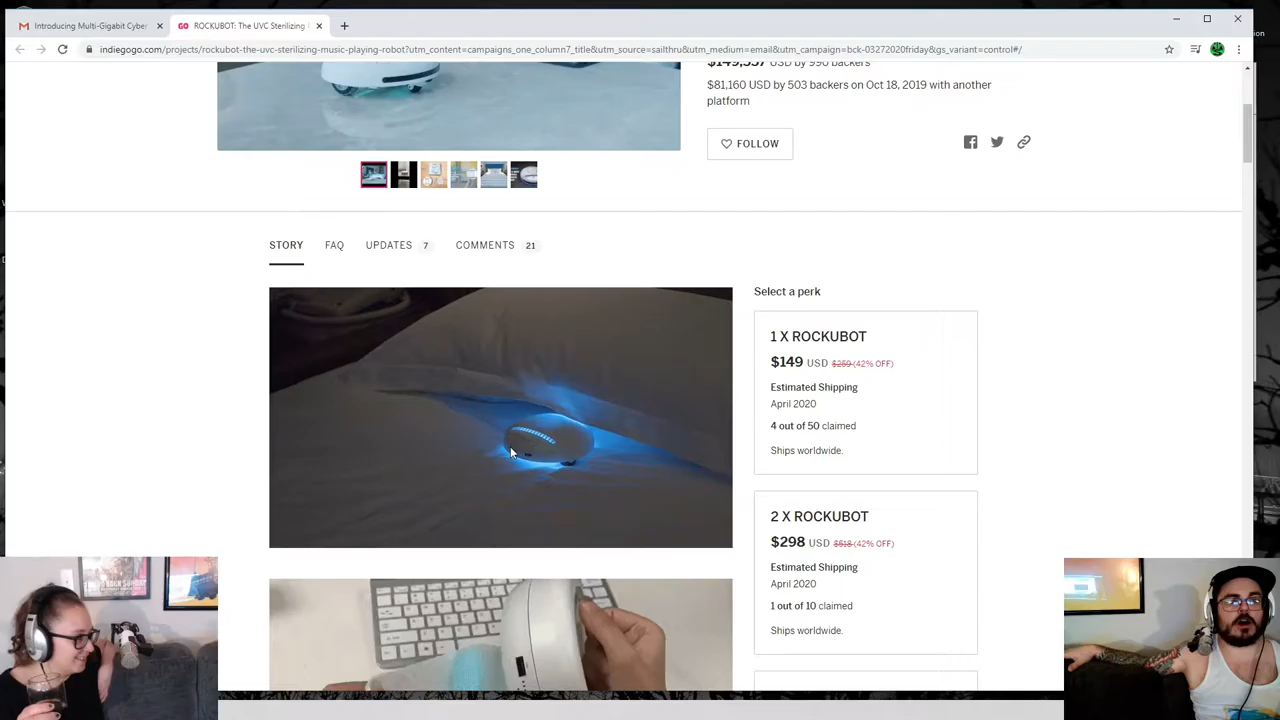 Introducing Multi-Gigabit Cyber
ROCKUBOT: The UVC Sterilizing
indiegogo.com/projects/rockubot-the-uvc-sterilizing-music-playing-robot?utm_content=campaigns_one_column7_title&utm_source=sailthru&utm_medium=email&utm_campaign=bck-03272020friday&gs_variant=control#/
USD by 990 backers
$81,160 USD by 503 backers on Oct 18, 2019 with another
platform
FOLLOW
STORY FAQ UPDATES 7 COMMENTS 21
Select a perk
1 X ROCKUBOT
$149 USD $259 (42% OFF)
Estimated Shipping
April 2020
4 out of 50 claimed
Ships worldwide.
2 X ROCKUBOT
$298 USD $518 (42% OFF)
Estimated Shipping
April 2020
1 out of 10 claimed
Ships worldwide.